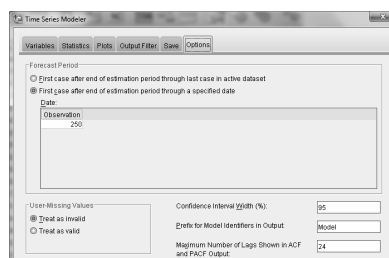 Time Series Modeler
Variables Statistics Plots Output Filter Save Options
Forecast Period
First case after end of estimation period through last case in active dataset
First case after end of estimation period through a specified date
Date:
Observation
250
User-Missing Values
Treat as invalid
Treat as valid
Confidence Interval Width (%): 95
Prefix for Model Identifiers in Output: Model
Maximum Number of Lags Shown in ACF
and PACF Output: 24